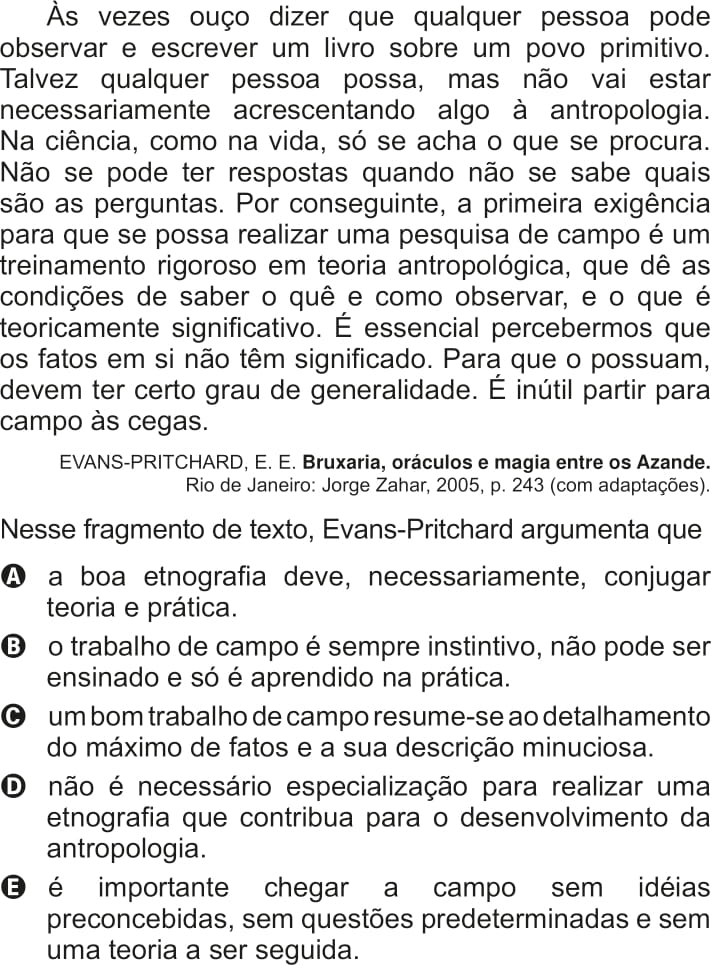 Às vezes ouço dizer que qualquer pessoa pode
observar e escrever um livro sobre um povo primitivo.
Talvez qualquer pessoa possa, mas não vai estar
necessariamente acrescentando algo à antropologia.
Na ciência, como na vida, só se acha o que se procura.
Não se pode ter respostas quando não se sabe quais
são as perguntas. Por conseguinte, a primeira exigência
para que se possa realizar uma pesquisa de campo é um
treinamento rigoroso em teoria antropológica, que dê as
condições de saber o quê e como observar, e o que é
teoricamente significativo. É essencial percebermos que
os fatos em si não têm significado. Para que o possuam,
devem ter certo grau de generalidade. É inútil partir para
campo às cegas.
EVANS-PRITCHARD, E. E. Bruxaria, oráculos e magia entre os Azande.
Rio de Janeiro: Jorge Zahar, 2005, p. 243 (com adaptações).
Nesse fragmento de texto, Evans-Pritchard argumenta que
A a boa etnografia deve, necessariamente, conjugar
teoria e prática.
B o trabalho de campo é sempre instintivo, não pode ser
ensinado e só é aprendido na prática.
C um bom trabalho de campo resume-se ao detalhamento
do máximo de fatos e a sua descrição minuciosa.
D não é necessário especialização para realizar uma
etnografia que contribua para o desenvolvimento da
antropologia.
E é importante chegar a campo sem idéias
preconcebidas, sem questões predeterminadas e sem
uma teoria a ser seguida.